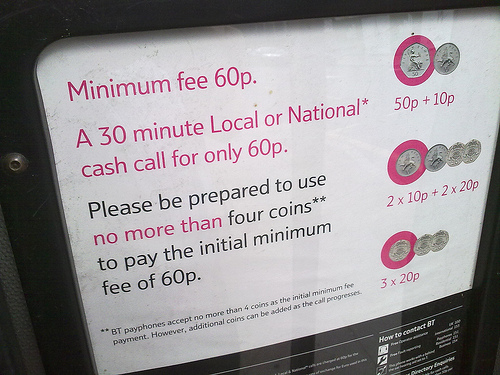 Minimum fee 60p.
A 30 minute Local or National*
cash call for only 60p.
Please be prepared to use
no more than four coins**
to pay the initial minimum
fee of 60p.
** BT payphones accept no more than 4 coins as the initial minimum fee
payment. However, additional coins can be added as the call progresses.
50p + 10p
2 x 10p + 2 x 20p
3 x 20p
How to contact BT
Directory Enquiries